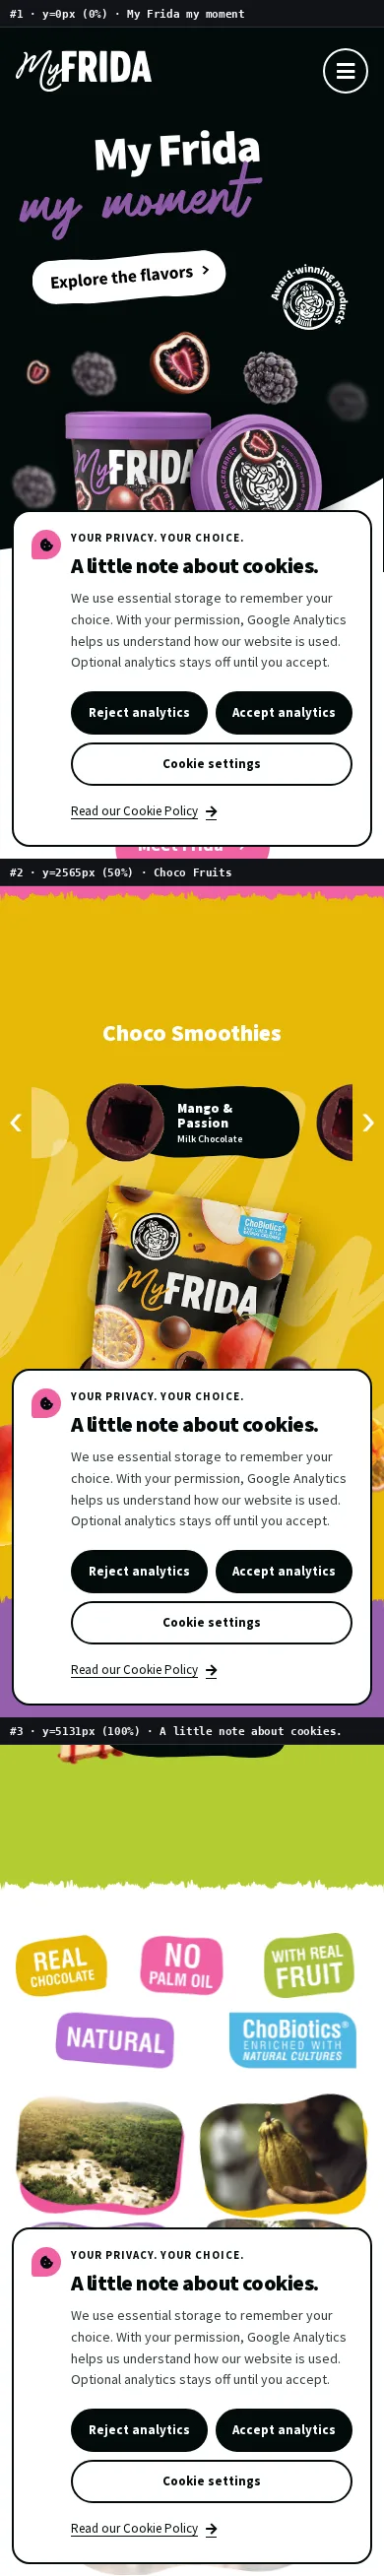 #1 · y=0px (0%) · My Frida my moment
MyFRIDA
My Frida
my moment
Explore the flavors
Award-winning products
MyFRIDA
YOUR PRIVACY. YOUR CHOICE.
A little note about cookies.
We use essential storage to remember your
choice. With your permission, Google Analytics
helps us understand how our website is used.
Optional analytics stays off until you accept.
Reject analytics
Accept analytics
Cookie settings
Read our Cookie Policy
Meet Frida
#2 · y=2565px (50%) · Choco Fruits
Choco Smoothies
Mango &
Passion
Milk Chocolate
ChoBiotics®
MyFRIDA
YOUR PRIVACY. YOUR CHOICE.
A little note about cookies.
We use essential storage to remember your
choice. With your permission, Google Analytics
helps us understand how our website is used.
Optional analytics stays off until you accept.
Reject analytics
Accept analytics
Cookie settings
Read our Cookie Policy
#3 · y=5131px (100%) · A little note about cookies.
REAL
CHOCOLATE
NO
PALM OIL
WITH REAL
FRUIT
NATURAL
ChoBiotics®
ENRICHED WITH
NATURAL CULTURES
YOUR PRIVACY. YOUR CHOICE.
A little note about cookies.
We use essential storage to remember your
choice. With your permission, Google Analytics
helps us understand how our website is used.
Optional analytics stays off until you accept.
Reject analytics
Accept analytics
Cookie settings
Read our Cookie Policy